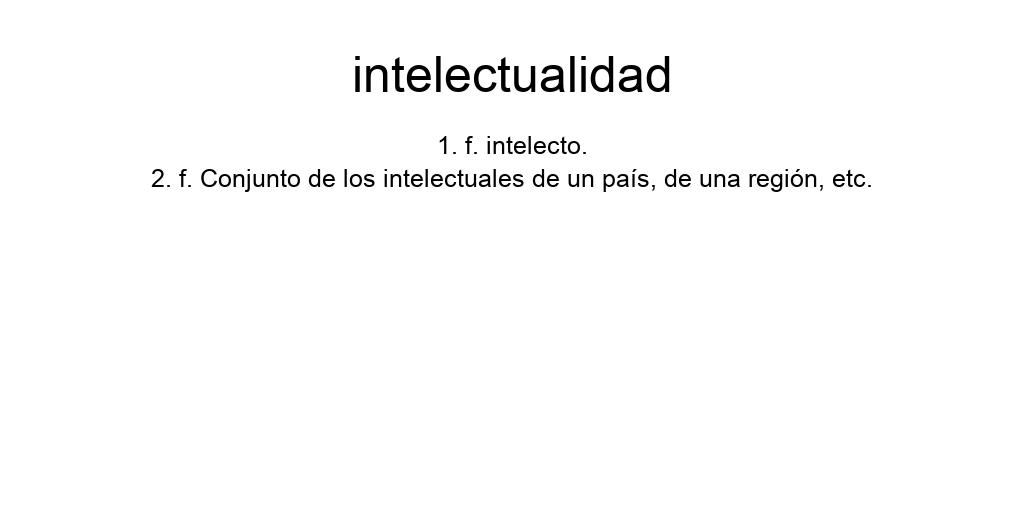 intelectualidad
1. f. intelecto.
2. f. Conjunto de los intelectuales de un país, de una región, etc.